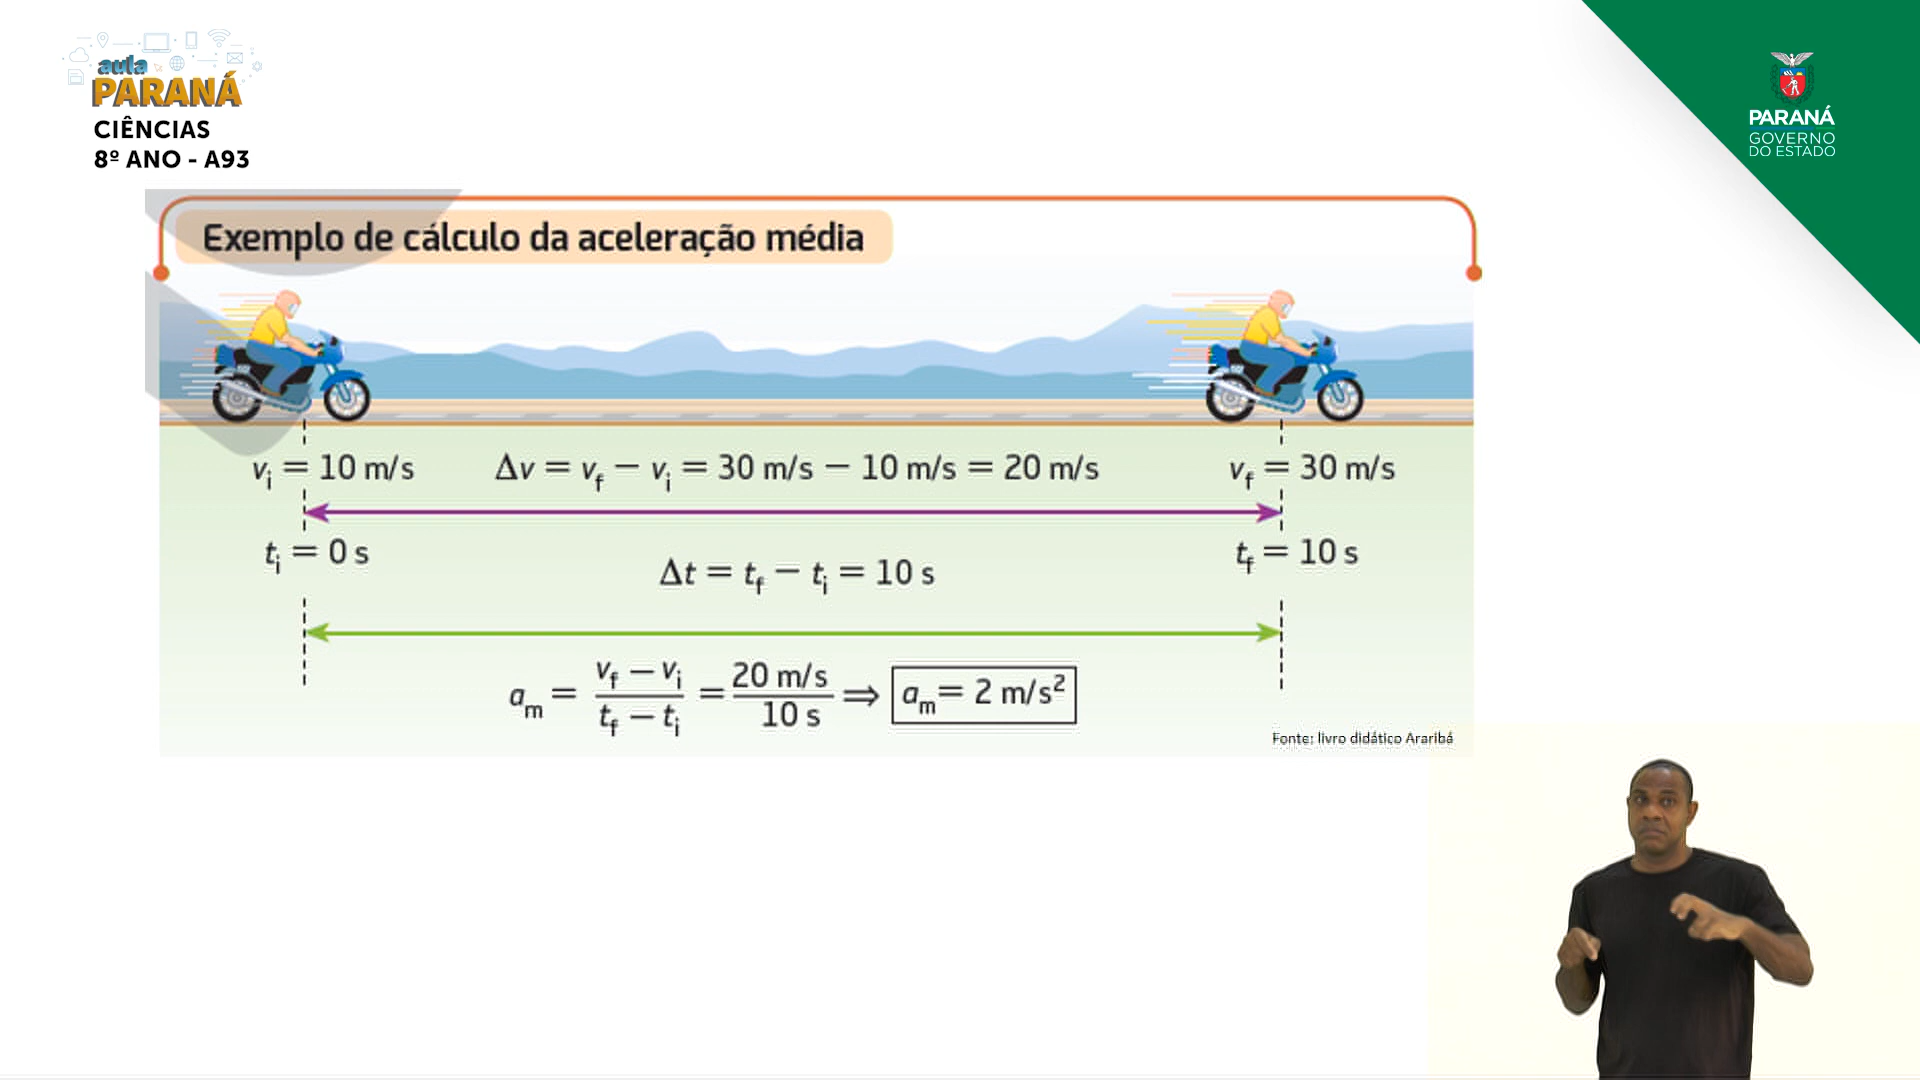 aula
PARANÁ
CIÊNCIAS
8º ANO - A93
PARANÁ
GOVERNO
DO ESTADO
Exemplo de cálculo da aceleração média
vi = 10 m/s
Δv = vf − vi = 30 m/s − 10 m/s = 20 m/s
vf = 30 m/s
ti = 0 s
Δt = tf − ti = 10 s
tf = 10 s
am = (vf − vi)/(tf − ti) = 20 m/s / 10 s ⇒ am = 2 m/s²
Fonte: livro didático Araribá